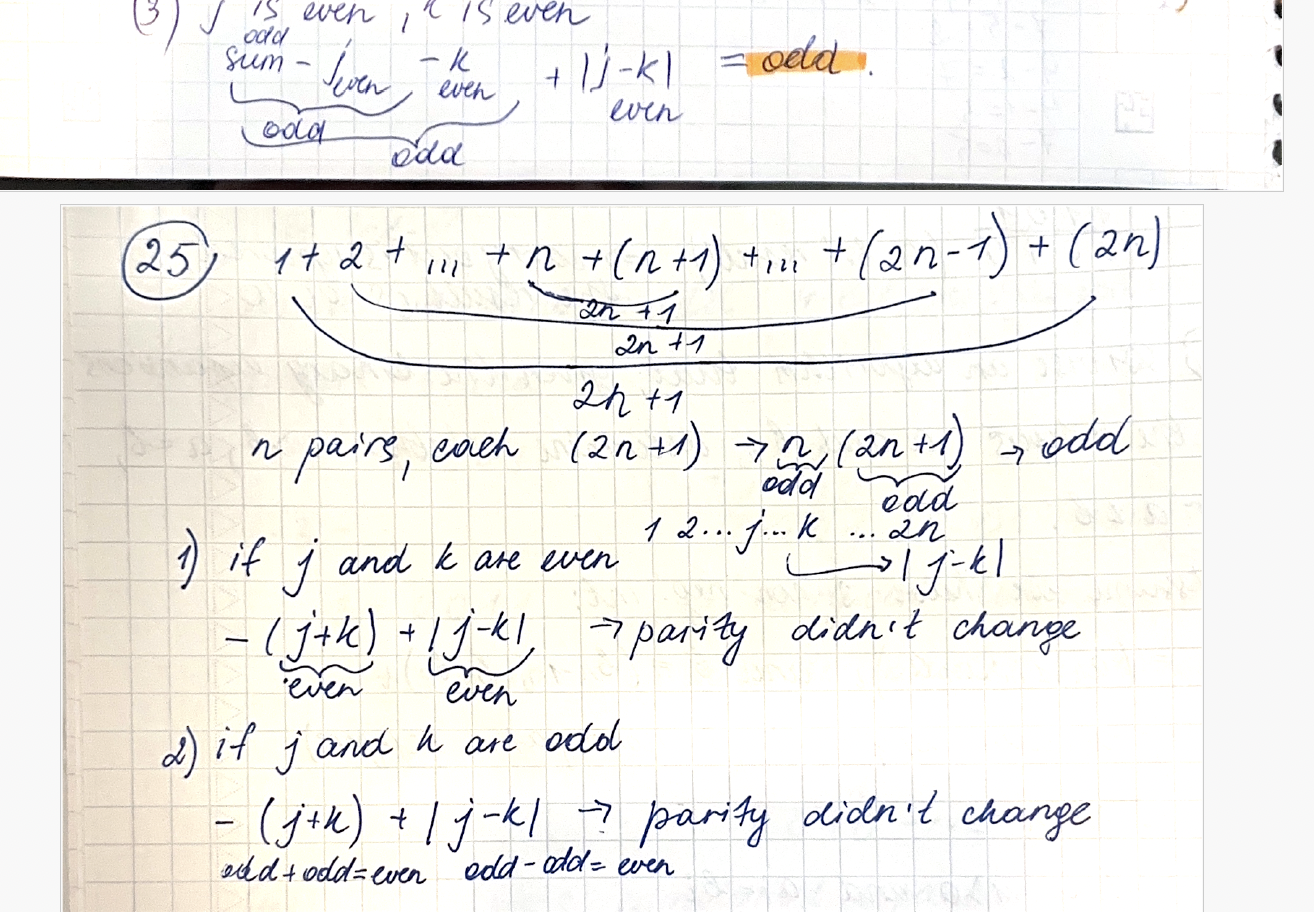 (3) j is even, k is even
odd
sum - j - k + |j-k| = odd.
even even even
odd
odd
25) 1 + 2 + ... + n + (n+1) + ... + (2n-1) + (2n)
2n+1
2n+1
2n+1
n pairs, each (2n+1) → n, (2n+1) → odd
odd odd
1 2... j... k ... 2n
1) if j and k are even → |j-k|
- (j+k) + |j-k| → parity didn't change
even even
2) if j and k are odd
- (j+k) + |j-k| → parity didn't change
odd + odd = even odd - odd = even